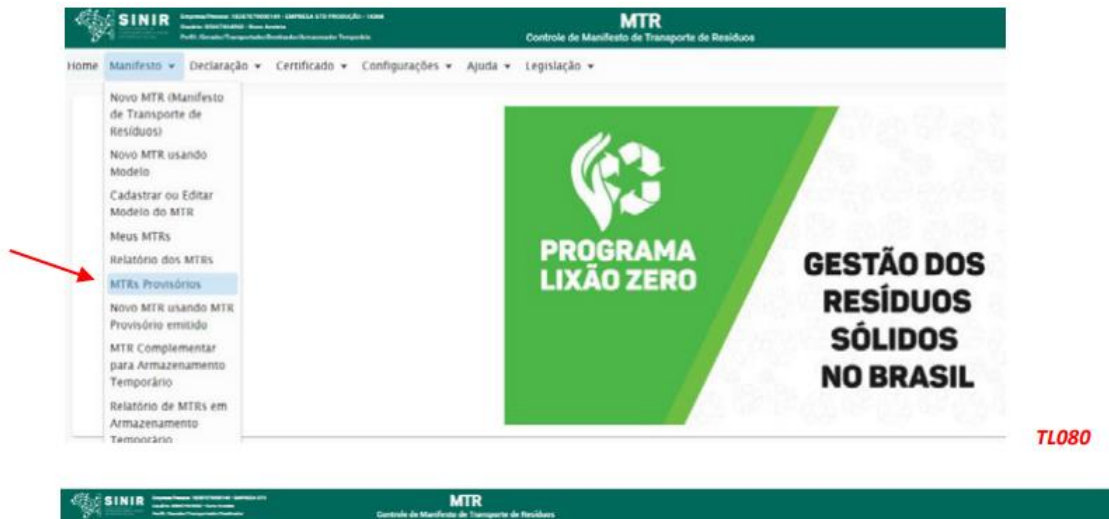 SINIR
MTR
Controle de Manifesto de Transporte de Resíduos
Home Manifesto Declaração Certificado Configurações Ajuda Legislação
Novo MTR (Manifesto
de Transporte de
Resíduos)
Novo MTR usando
Modelo
Cadastrar ou Editar
Modelo do MTR
Meus MTRs
Relatório dos MTRs
MTRs Provisórios
Novo MTR usando MTR
Provisório emitido
MTR Complementar
para Armazenamento
Temporário
Relatório de MTRs em
Armazenamento
Temporário
PROGRAMA
LIXÃO ZERO
GESTÃO DOS
RESÍDUOS
SÓLIDOS
NO BRASIL
TL080
SINIR
MTR
Controle de Manifesto de Transporte de Resíduos